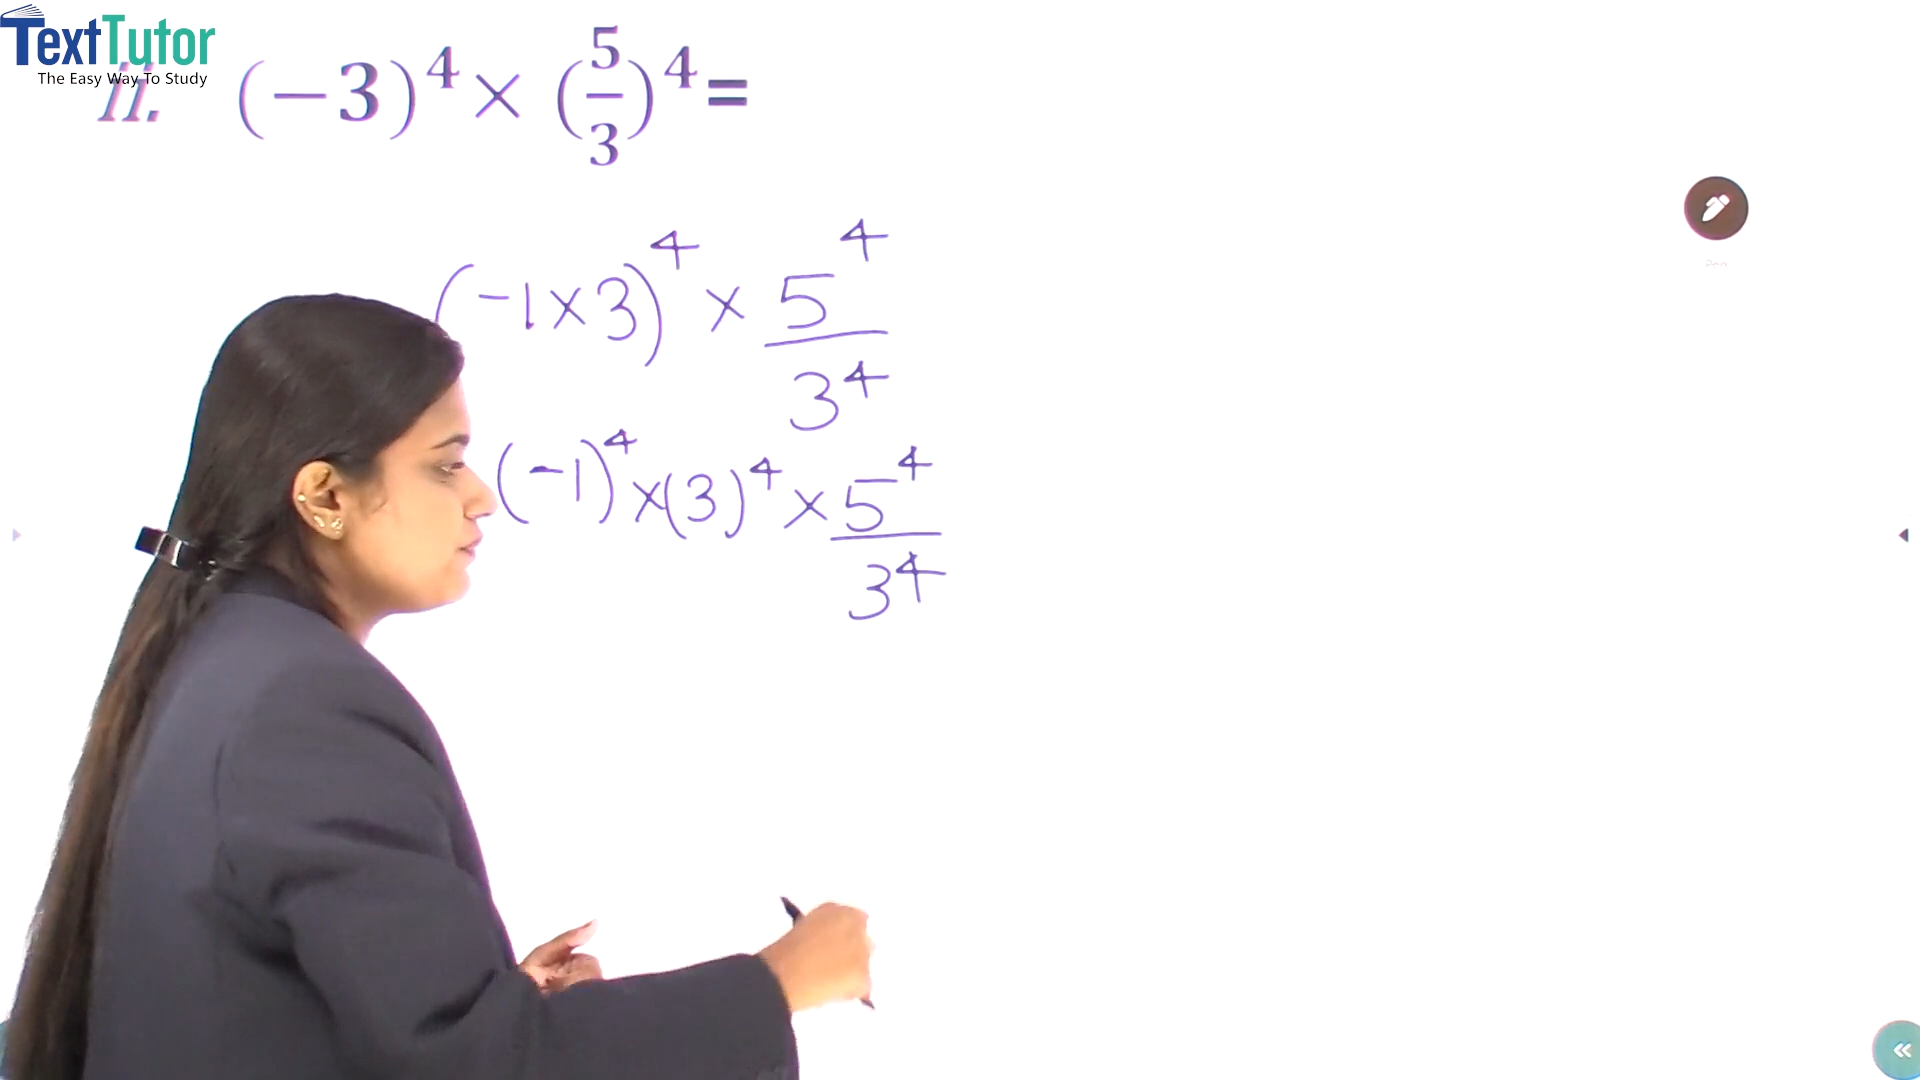 TextTutor
The Easy Way To Study
ii. (−3)⁴ × (5/3)⁴ =
(-1×3)⁴ × 5⁴/3⁴
(-1)⁴ ×(3)⁴ × 5⁴/3⁴